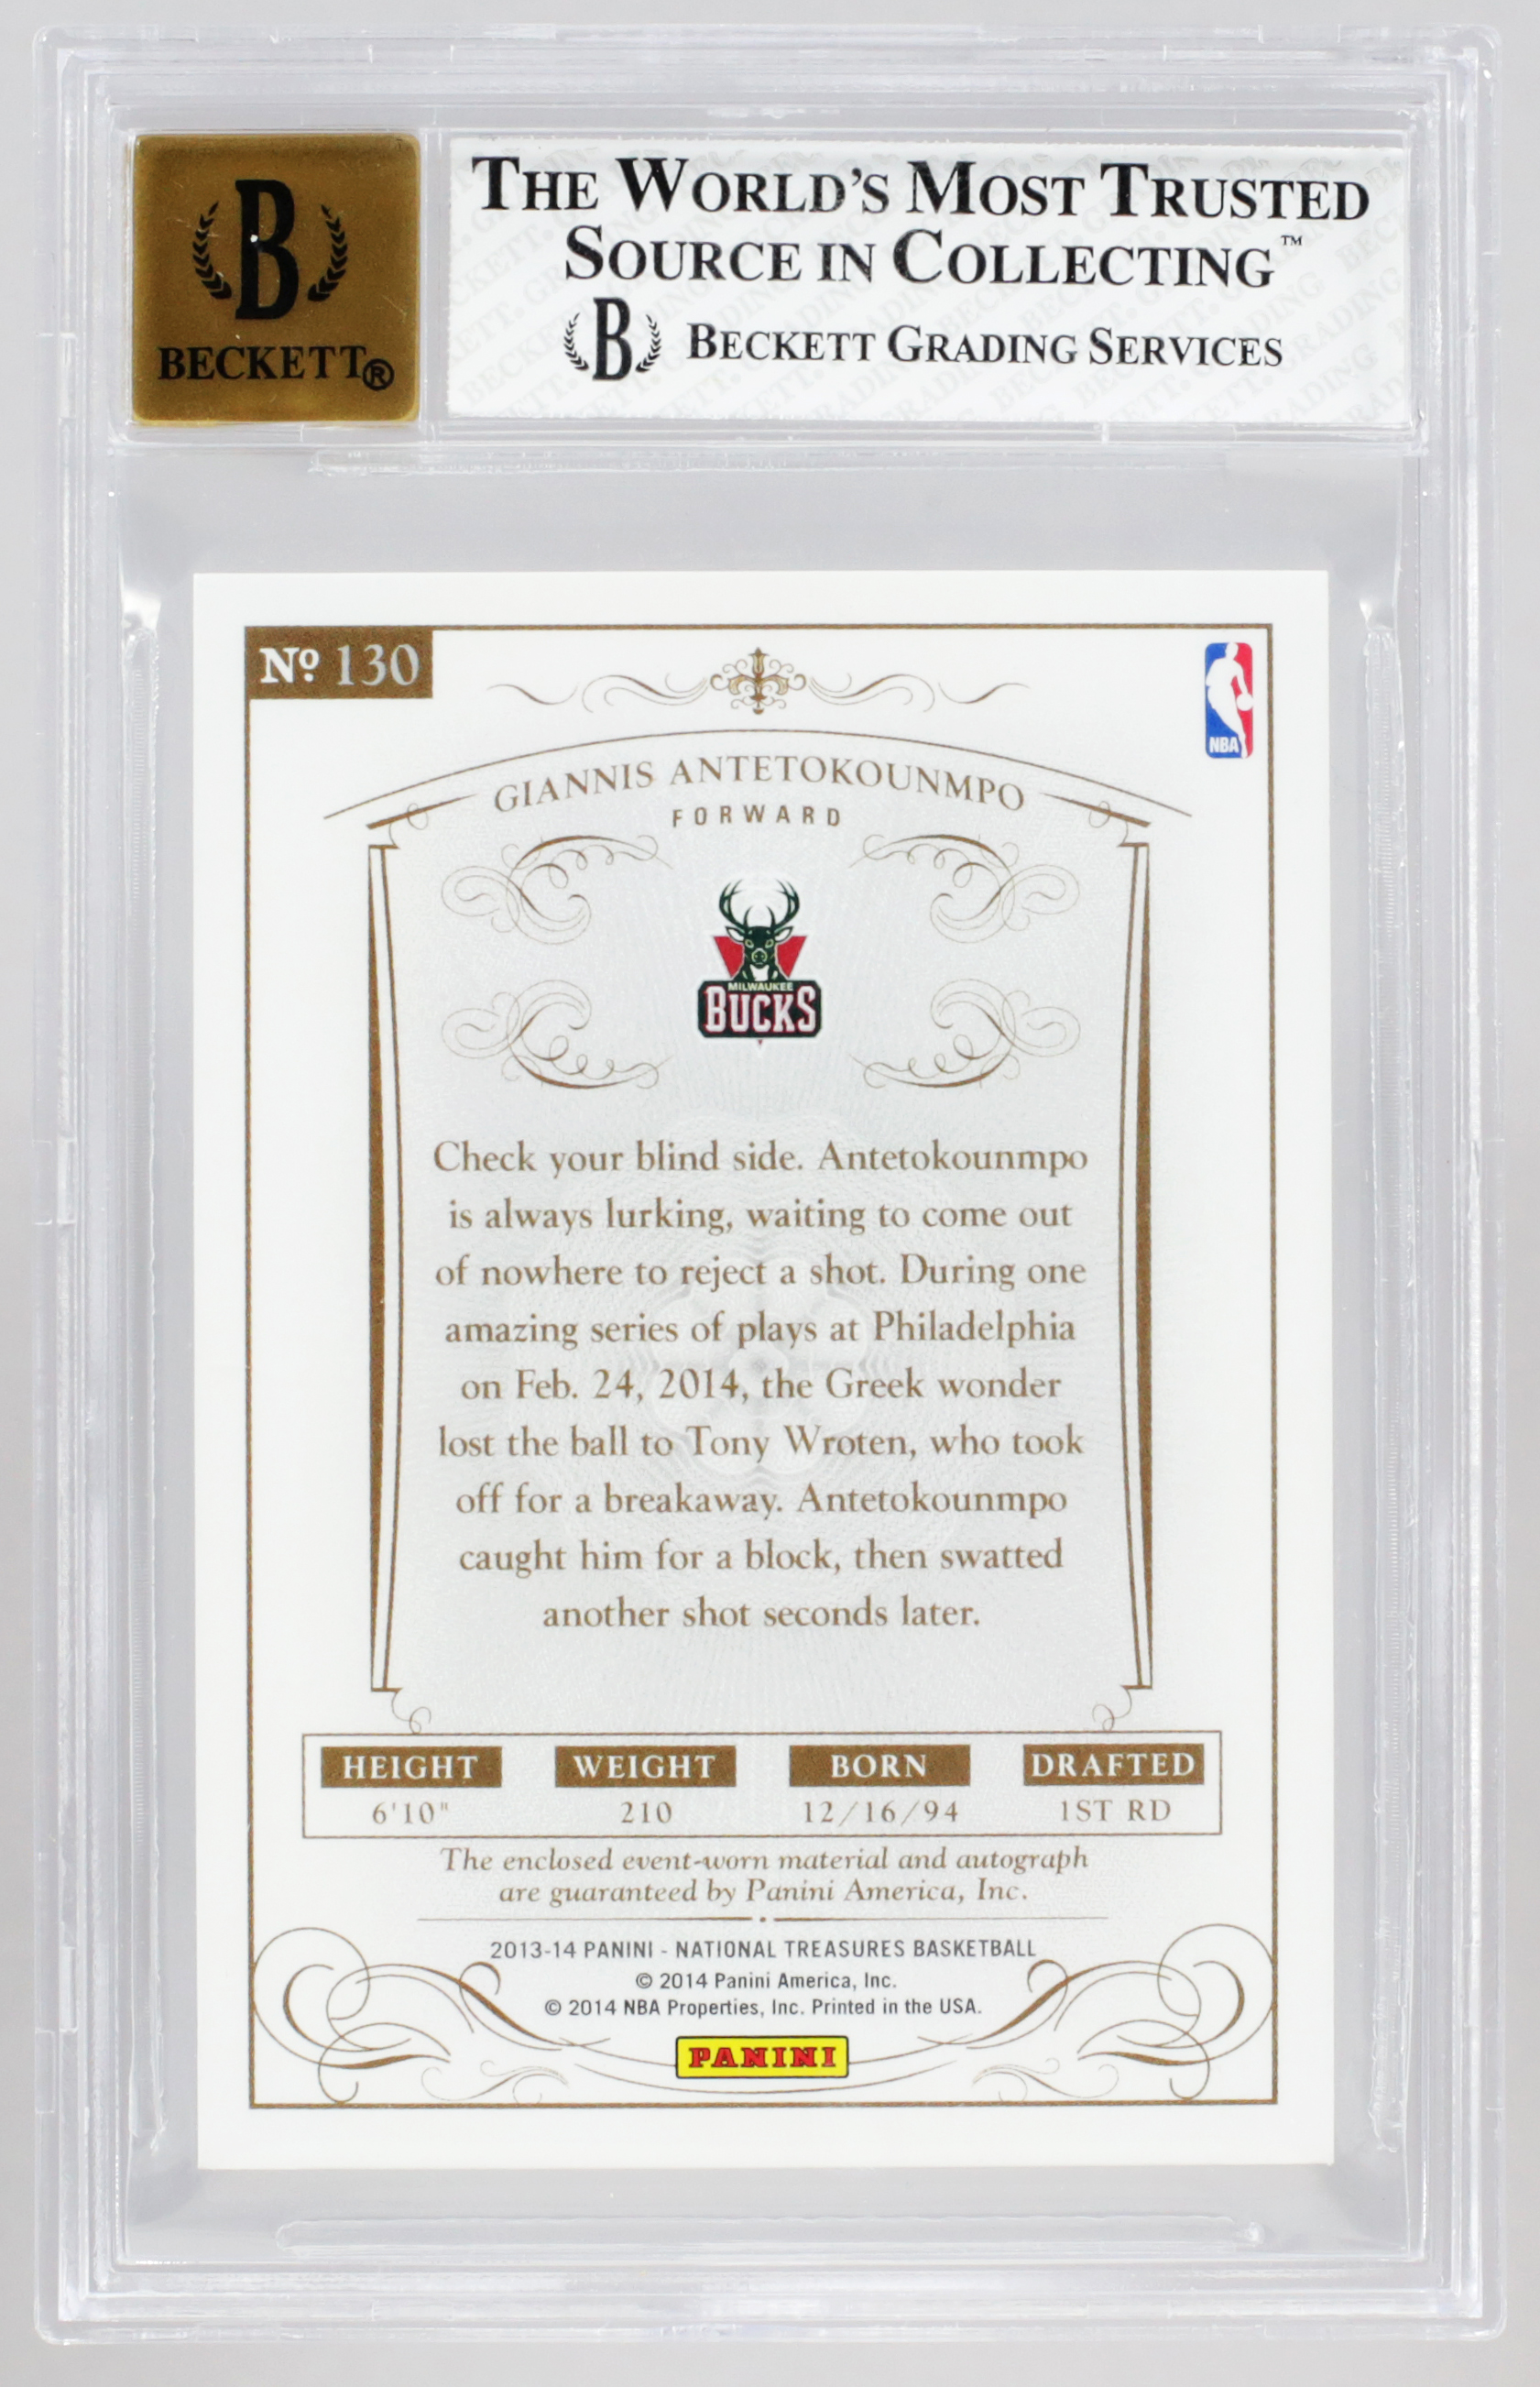 B
BECKETT®
THE WORLD'S MOST TRUSTED
SOURCE IN COLLECTING™
B BECKETT GRADING SERVICES
Nº 130
NBA
GIANNIS ANTETOKOUNMPO
FORWARD
MILWAUKEE
BUCKS
Check your blind side. Antetokounmpo
is always lurking, waiting to come out
of nowhere to reject a shot. During one
amazing series of plays at Philadelphia
on Feb. 24, 2014, the Greek wonder
lost the ball to Tony Wroten, who took
off for a breakaway. Antetokounmpo
caught him for a block, then swatted
another shot seconds later.
HEIGHT WEIGHT BORN DRAFTED
6'10" 210 12/16/94 1ST RD
The enclosed event-worn material and autograph
are guaranteed by Panini America, Inc.
2013-14 PANINI - NATIONAL TREASURES BASKETBALL
© 2014 Panini America, Inc.
© 2014 NBA Properties, Inc. Printed in the USA.
PANINI